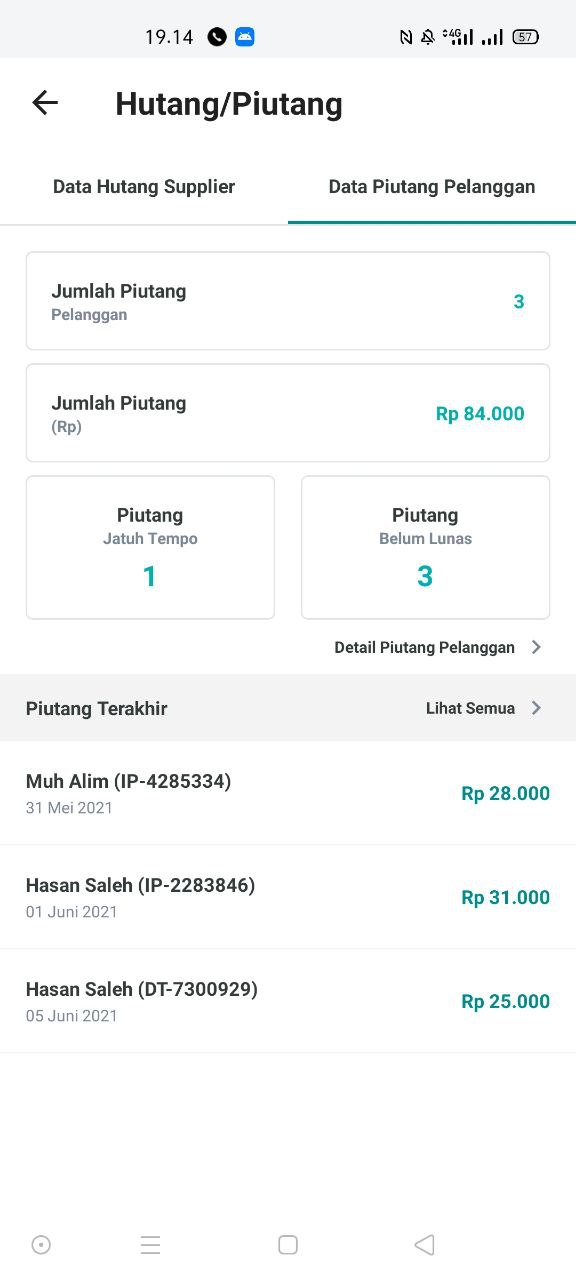 19.14
4G
57
Hutang/Piutang
Data Hutang Supplier
Data Piutang Pelanggan
Jumlah Piutang
Pelanggan
3
Jumlah Piutang
(Rp)
Rp 84.000
Piutang
Jatuh Tempo
1
Piutang
Belum Lunas
3
Detail Piutang Pelanggan
Piutang Terakhir
Lihat Semua
Muh Alim (IP-4285334)
31 Mei 2021
Rp 28.000
Hasan Saleh (IP-2283846)
01 Juni 2021
Rp 31.000
Hasan Saleh (DT-7300929)
05 Juni 2021
Rp 25.000